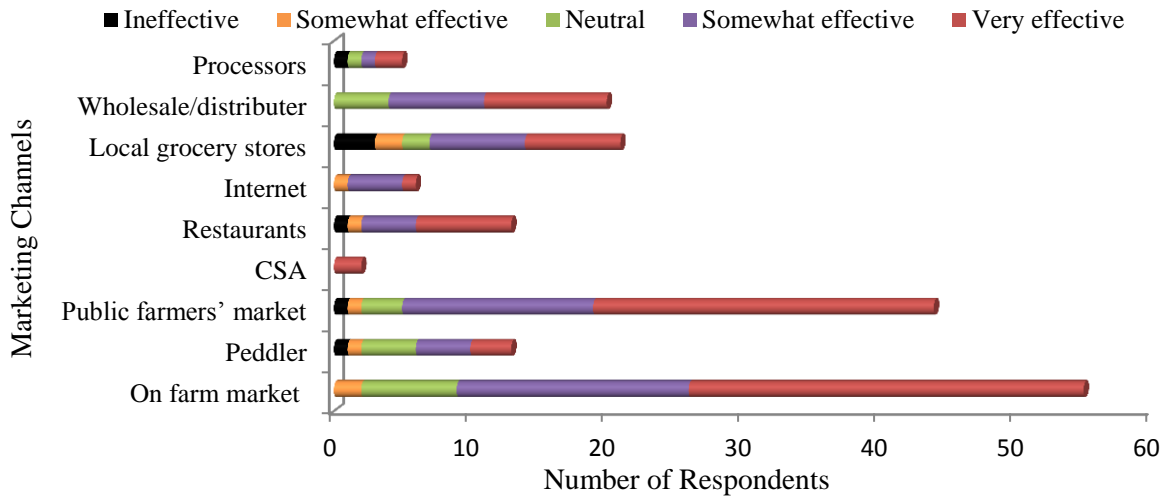 Ineffective Somewhat effective Neutral Somewhat effective Very effective
Marketing Channels
Processors
Wholesale/distributer
Local grocery stores
Internet
Restaurants
CSA
Public farmers’ market
Peddler
On farm market
0 10 20 30 40 50 60
Number of Respondents